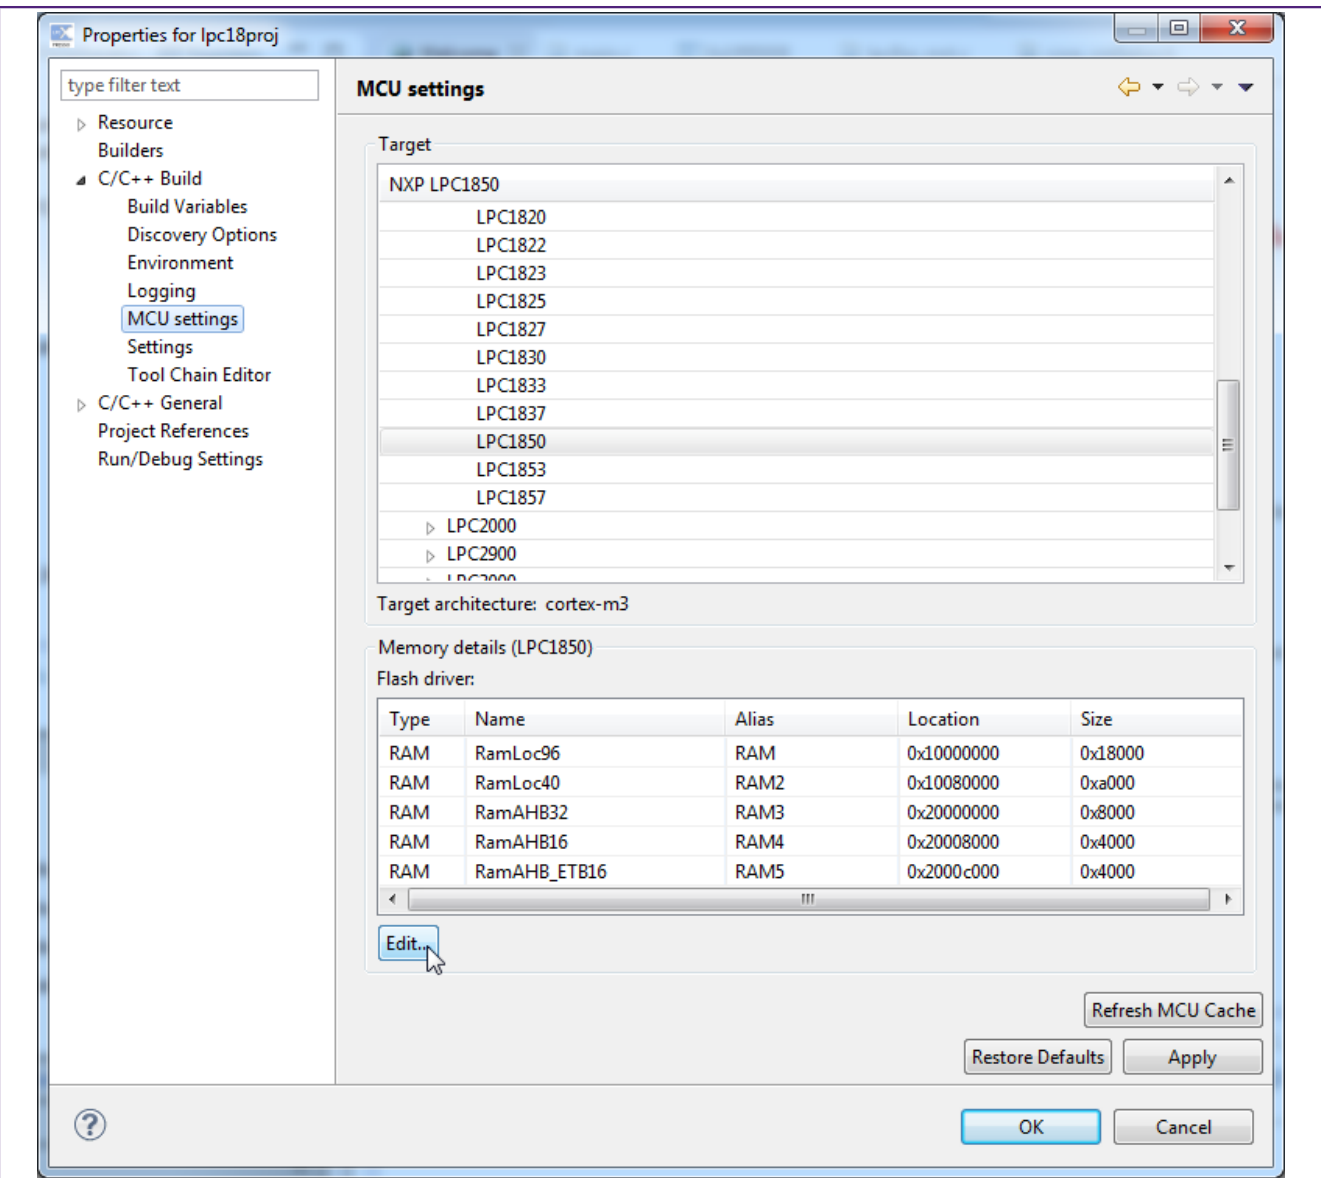 Properties for lpc18proj
type filter text
Resource
Builders
C/C++ Build
Build Variables
Discovery Options
Environment
Logging
MCU settings
Settings
Tool Chain Editor
C/C++ General
Project References
Run/Debug Settings
MCU settings
Target
NXP LPC1850
LPC1820
LPC1822
LPC1823
LPC1825
LPC1827
LPC1830
LPC1833
LPC1837
LPC1850
LPC1853
LPC1857
LPC2000
LPC2900
Target architecture: cortex-m3
Memory details (LPC1850)
Flash driver:
Type Name Alias Location Size
RAM RamLoc96 RAM 0x10000000 0x18000
RAM RamLoc40 RAM2 0x10080000 0xa000
RAM RamAHB32 RAM3 0x20000000 0x8000
RAM RamAHB16 RAM4 0x20008000 0x4000
RAM RamAHB_ETB16 RAM5 0x2000c000 0x4000
Edit...
Refresh MCU Cache
Restore Defaults Apply
OK Cancel